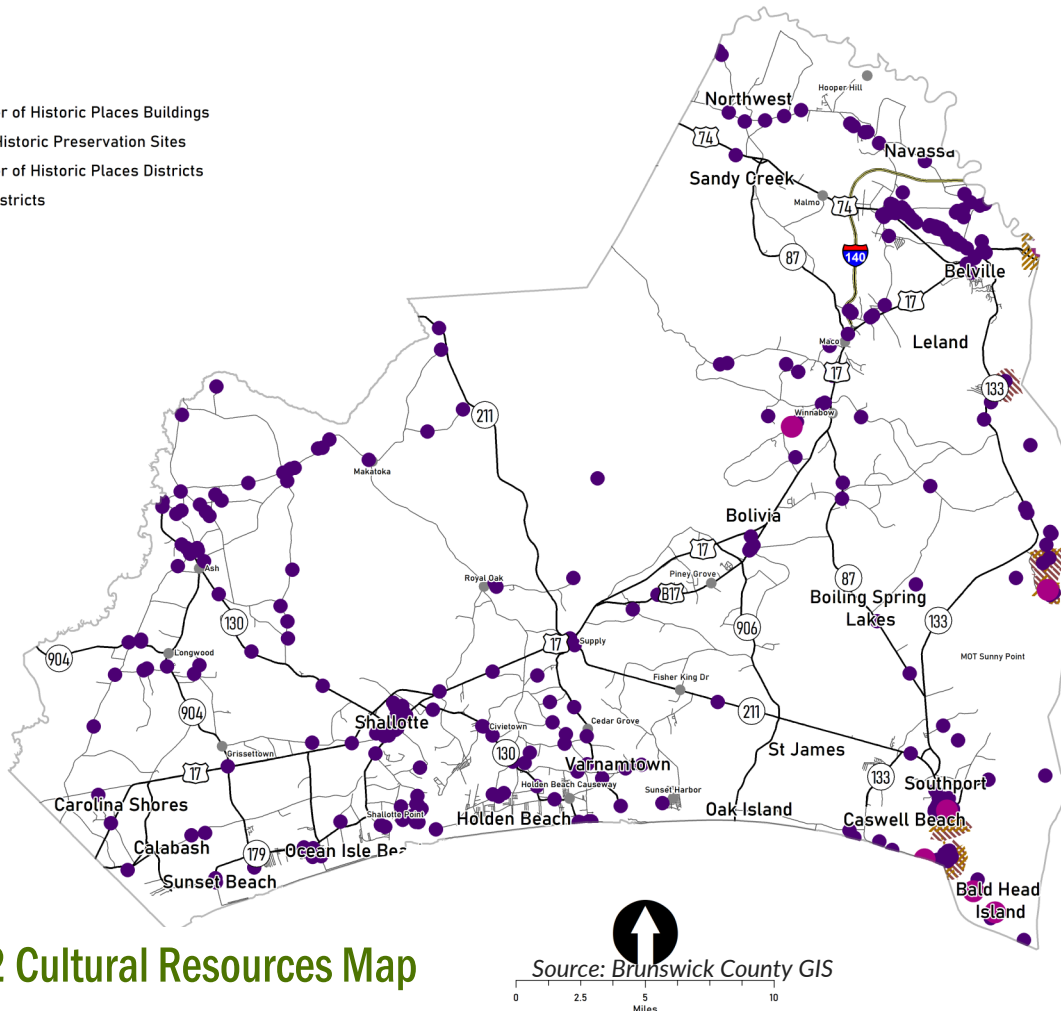 r of Historic Places Buildings
Historic Preservation Sites
r of Historic Places Districts
stricts
Hooper Hill
Northwest
74
Navassa
Sandy Creek
Malmo
74
87
140
Belville
17
Maco
Leland
17
133
211
Winnabow
Makatoka
Bolivia
17
Ash
Royal Oak
Piney Grove
B17
87
Boiling Spring
Lakes
130
906
133
904
17
Supply
Longwood
MOT Sunny Point
Fisher King Dr
904
211
Shallotte
Civietown
Cedar Grove
St James
Grissettown
130
17
Varnamtown
133
Southport
Holden Beach Causeway
Sunset Harbor
Carolina Shores
Shallotte Point
Holden Beach
Oak Island
Caswell Beach
Calabash
179
Ocean Isle Bea
Sunset Beach
Bald Head
Island
2 Cultural Resources Map
Source: Brunswick County GIS
0 2.5 5 10
Miles